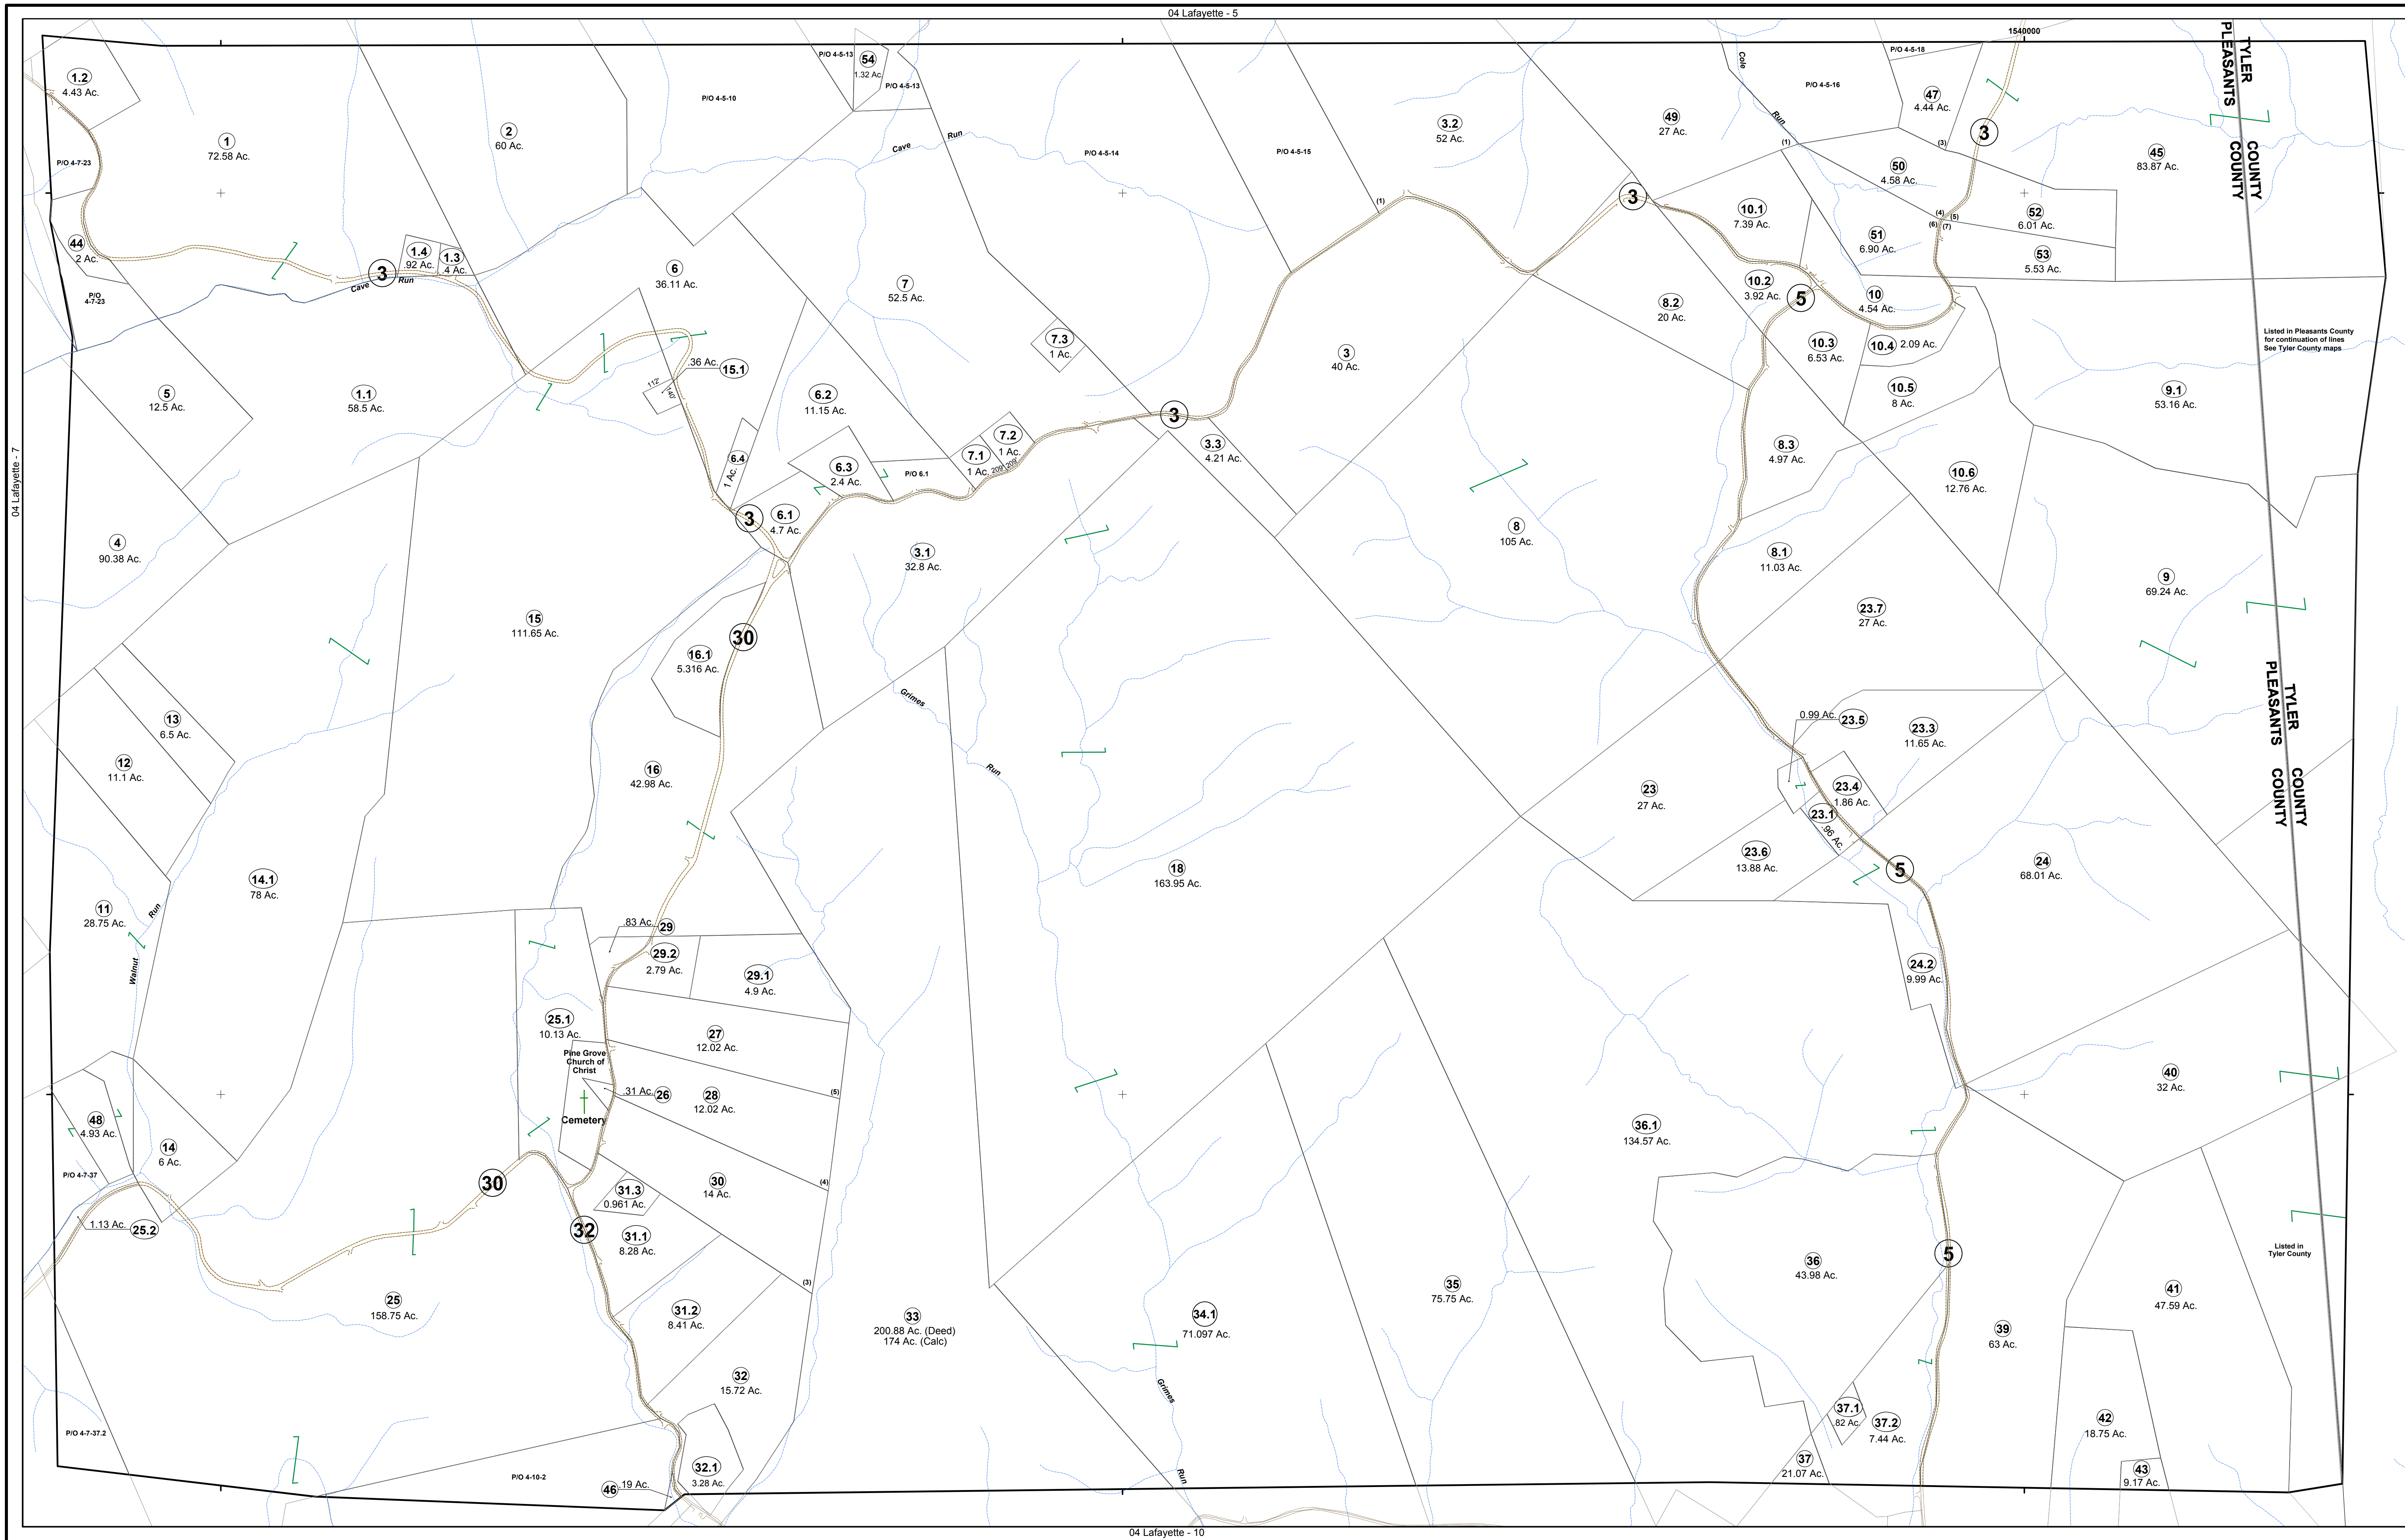 04 Lafayette - 5
1540000
TYLER COUNTY
PLEASANTS COUNTY
1.2
4.43 Ac.
P/O 4-7-23
1
72.58 Ac.
2
60 Ac.
P/O 4-5-10
P/O 4-5-13
54
1.32 Ac.
P/O 4-5-13
Cave Run
P/O 4-5-14
P/O 4-5-15
3.2
52 Ac.
(1)
49
27 Ac.
Cole Run
P/O 4-5-16
P/O 4-5-18
47
4.44 Ac.
(3)
3
(1)
50
4.58 Ac.
45
83.87 Ac.
52
6.01 Ac.
(4)
(5)
(6)
(7)
53
5.53 Ac.
51
6.90 Ac.
10.1
7.39 Ac.
3
44
2 Ac.
P/O
4-7-23
Cave Run
3
1.4
.92 Ac.
1.3
.4 Ac.
6
36.11 Ac.
7
52.5 Ac.
7.3
1 Ac.
3
40 Ac.
8.2
20 Ac.
10.2
3.92 Ac.
5
10
4.54 Ac.
10.3
6.53 Ac.
10.4
2.09 Ac.
10.5
8 Ac.
Listed in Pleasants County
for continuation of lines
See Tyler County maps
9.1
53.16 Ac.
5
12.5 Ac.
1.1
58.5 Ac.
.36 Ac.
15.1
112'
140'
6.2
11.15 Ac.
6.4
1 Ac.
6.3
2.4 Ac.
P/O 6.1
7.1
1 Ac.
7.2
1 Ac.
209'
209'
3
3.3
4.21 Ac.
8.3
4.97 Ac.
10.6
12.76 Ac.
04 Lafayette - 7
4
90.38 Ac.
3
6.1
4.7 Ac.
3.1
32.8 Ac.
8
105 Ac.
8.1
11.03 Ac.
9
69.24 Ac.
15
111.65 Ac.
30
16.1
5.316 Ac.
23.7
27 Ac.
TYLER COUNTY
PLEASANTS COUNTY
13
6.5 Ac.
12
11.1 Ac.
Grimes Run
16
42.98 Ac.
0.99 Ac.
23.5
23.3
11.65 Ac.
23
27 Ac.
23.4
1.86 Ac.
23.1
.96 Ac.
23.6
13.88 Ac.
5
24
68.01 Ac.
18
163.95 Ac.
14.1
78 Ac.
11
28.75 Ac.
Walnut Run
.83 Ac.
29
29.2
2.79 Ac.
29.1
4.9 Ac.
24.2
9.99 Ac.
25.1
10.13 Ac.
Pine Grove
Church of
Christ
Cemetery
27
12.02 Ac.
.31 Ac.
26
28
12.02 Ac.
(5)
40
32 Ac.
48
4.93 Ac.
14
6 Ac.
P/O 4-7-37
36.1
134.57 Ac.
30
31.3
0.961 Ac.
30
14 Ac.
(4)
1.13 Ac.
25.2
32
31.1
8.28 Ac.
(3)
36
43.98 Ac.
5
Listed in
Tyler County
41
47.59 Ac.
25
158.75 Ac.
31.2
8.41 Ac.
33
200.88 Ac. (Deed)
174 Ac. (Calc)
34.1
71.097 Ac.
35
75.75 Ac.
39
63 Ac.
32
15.72 Ac.
Grimes Run
37.1
.82 Ac.
37.2
7.44 Ac.
42
18.75 Ac.
P/O 4-7-37.2
P/O 4-10-2
46
.19 Ac.
32.1
3.28 Ac.
37
21.07 Ac.
43
9.17 Ac.
04 Lafayette - 10